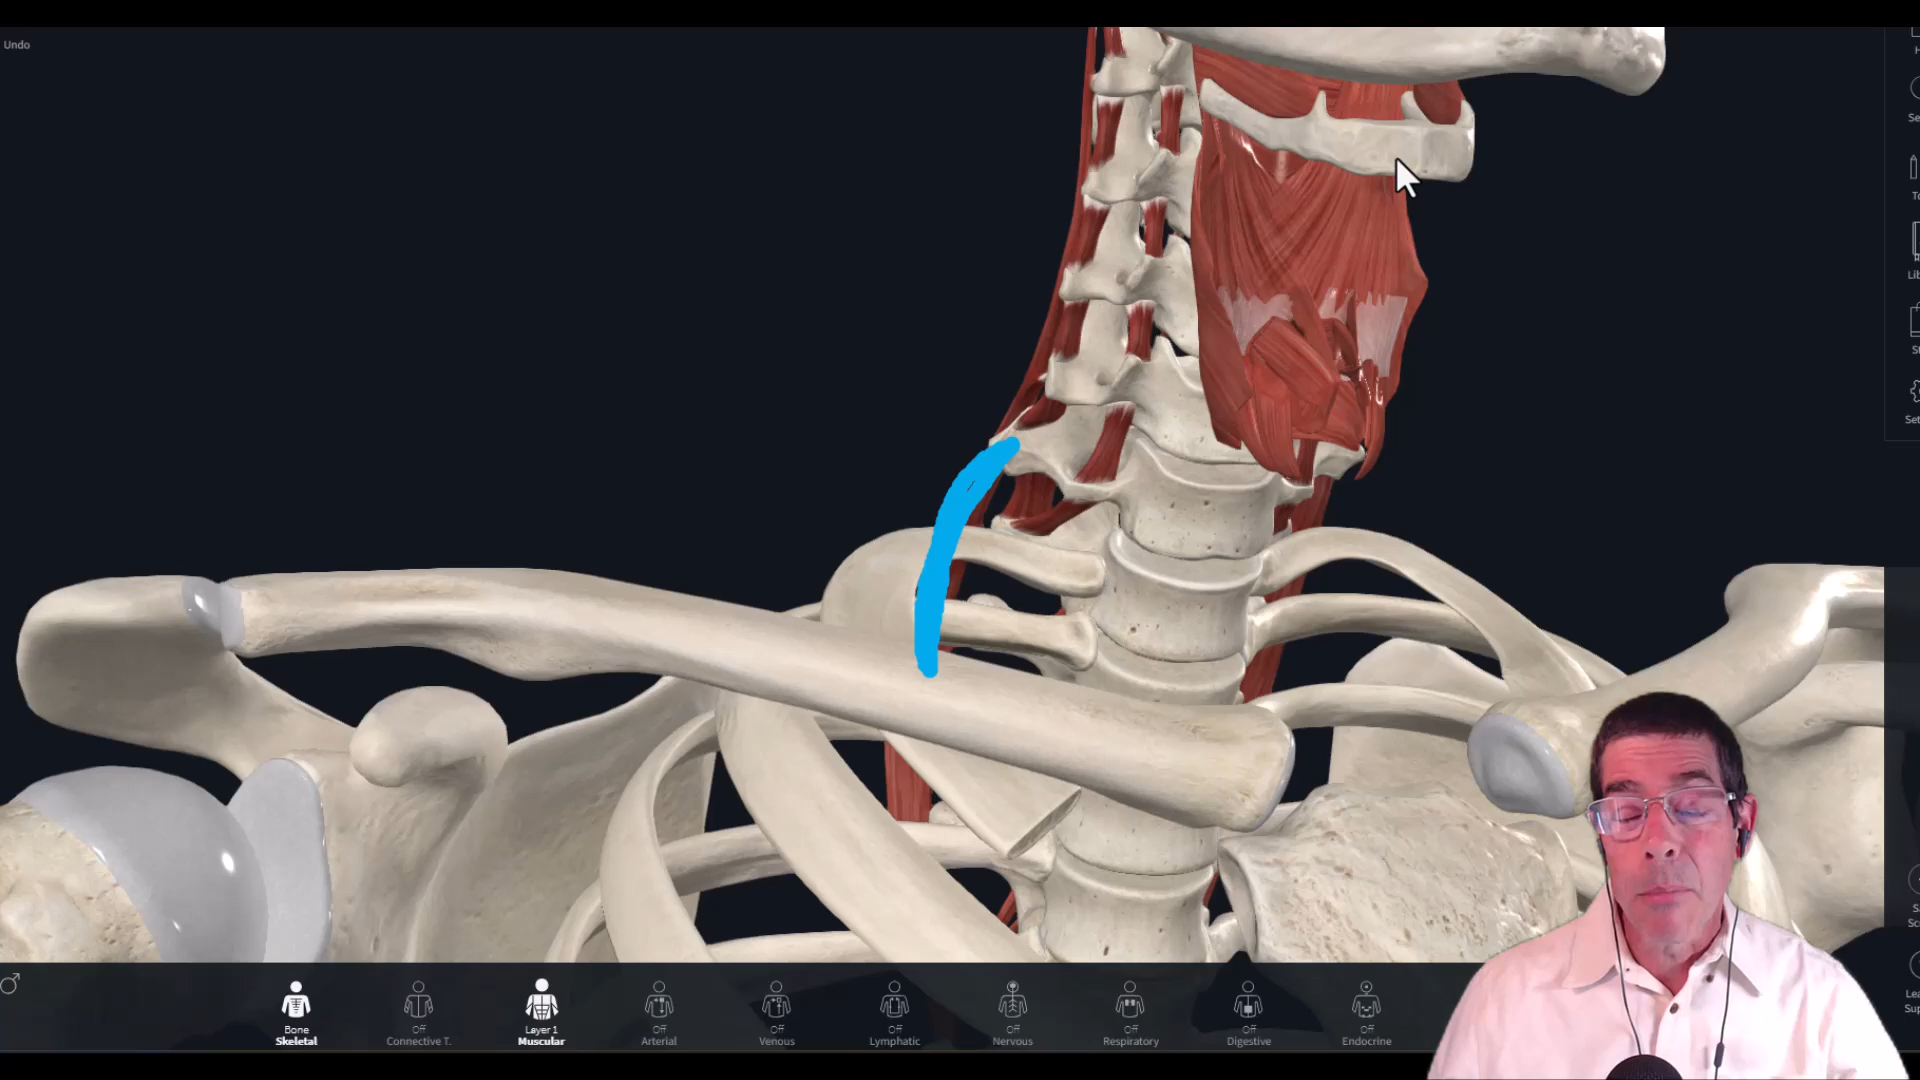 Undo
Bone
Skeletal
Off
Connective T.
Layer 1
Muscular
Off
Arterial
Off
Venous
Off
Lymphatic
Off
Nervous
Off
Respiratory
Off
Digestive
Off
Endocrine